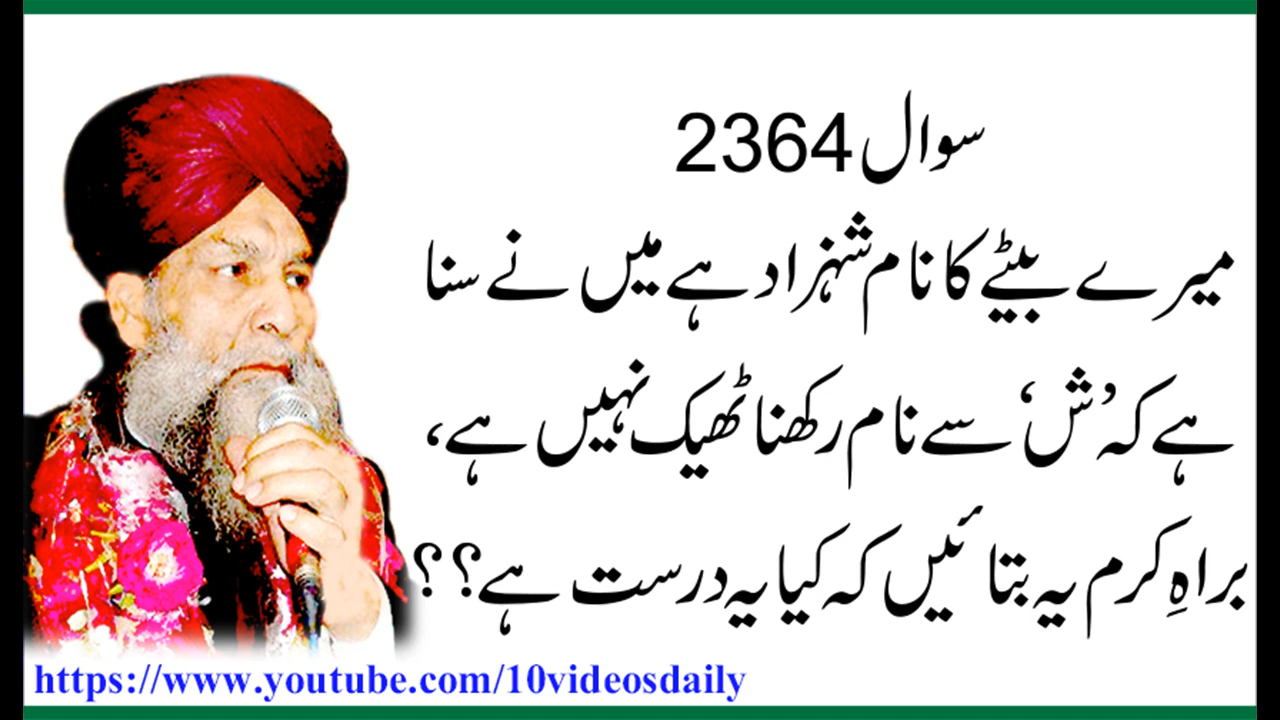 سوال 2364
میرے بیٹے کا نام شہزاد ہے میں نے سنا
ہے کہ ’ش‘ سے نام رکھنا ٹھیک نہیں ہے،
براہِ کرم یہ بتائیں کہ کیا یہ درست ہے؟؟
https://www.youtube.com/10videosdaily